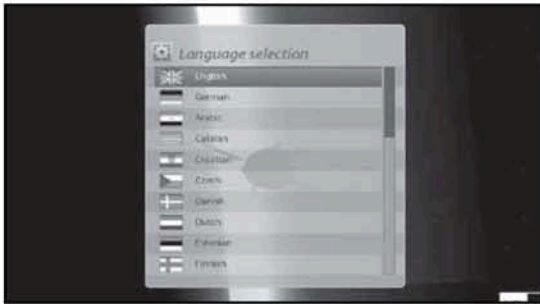 Language selection
English
German
Arabic
Catalan
Croatian
Czech
Danish
Dutch
Estonian
Finnish